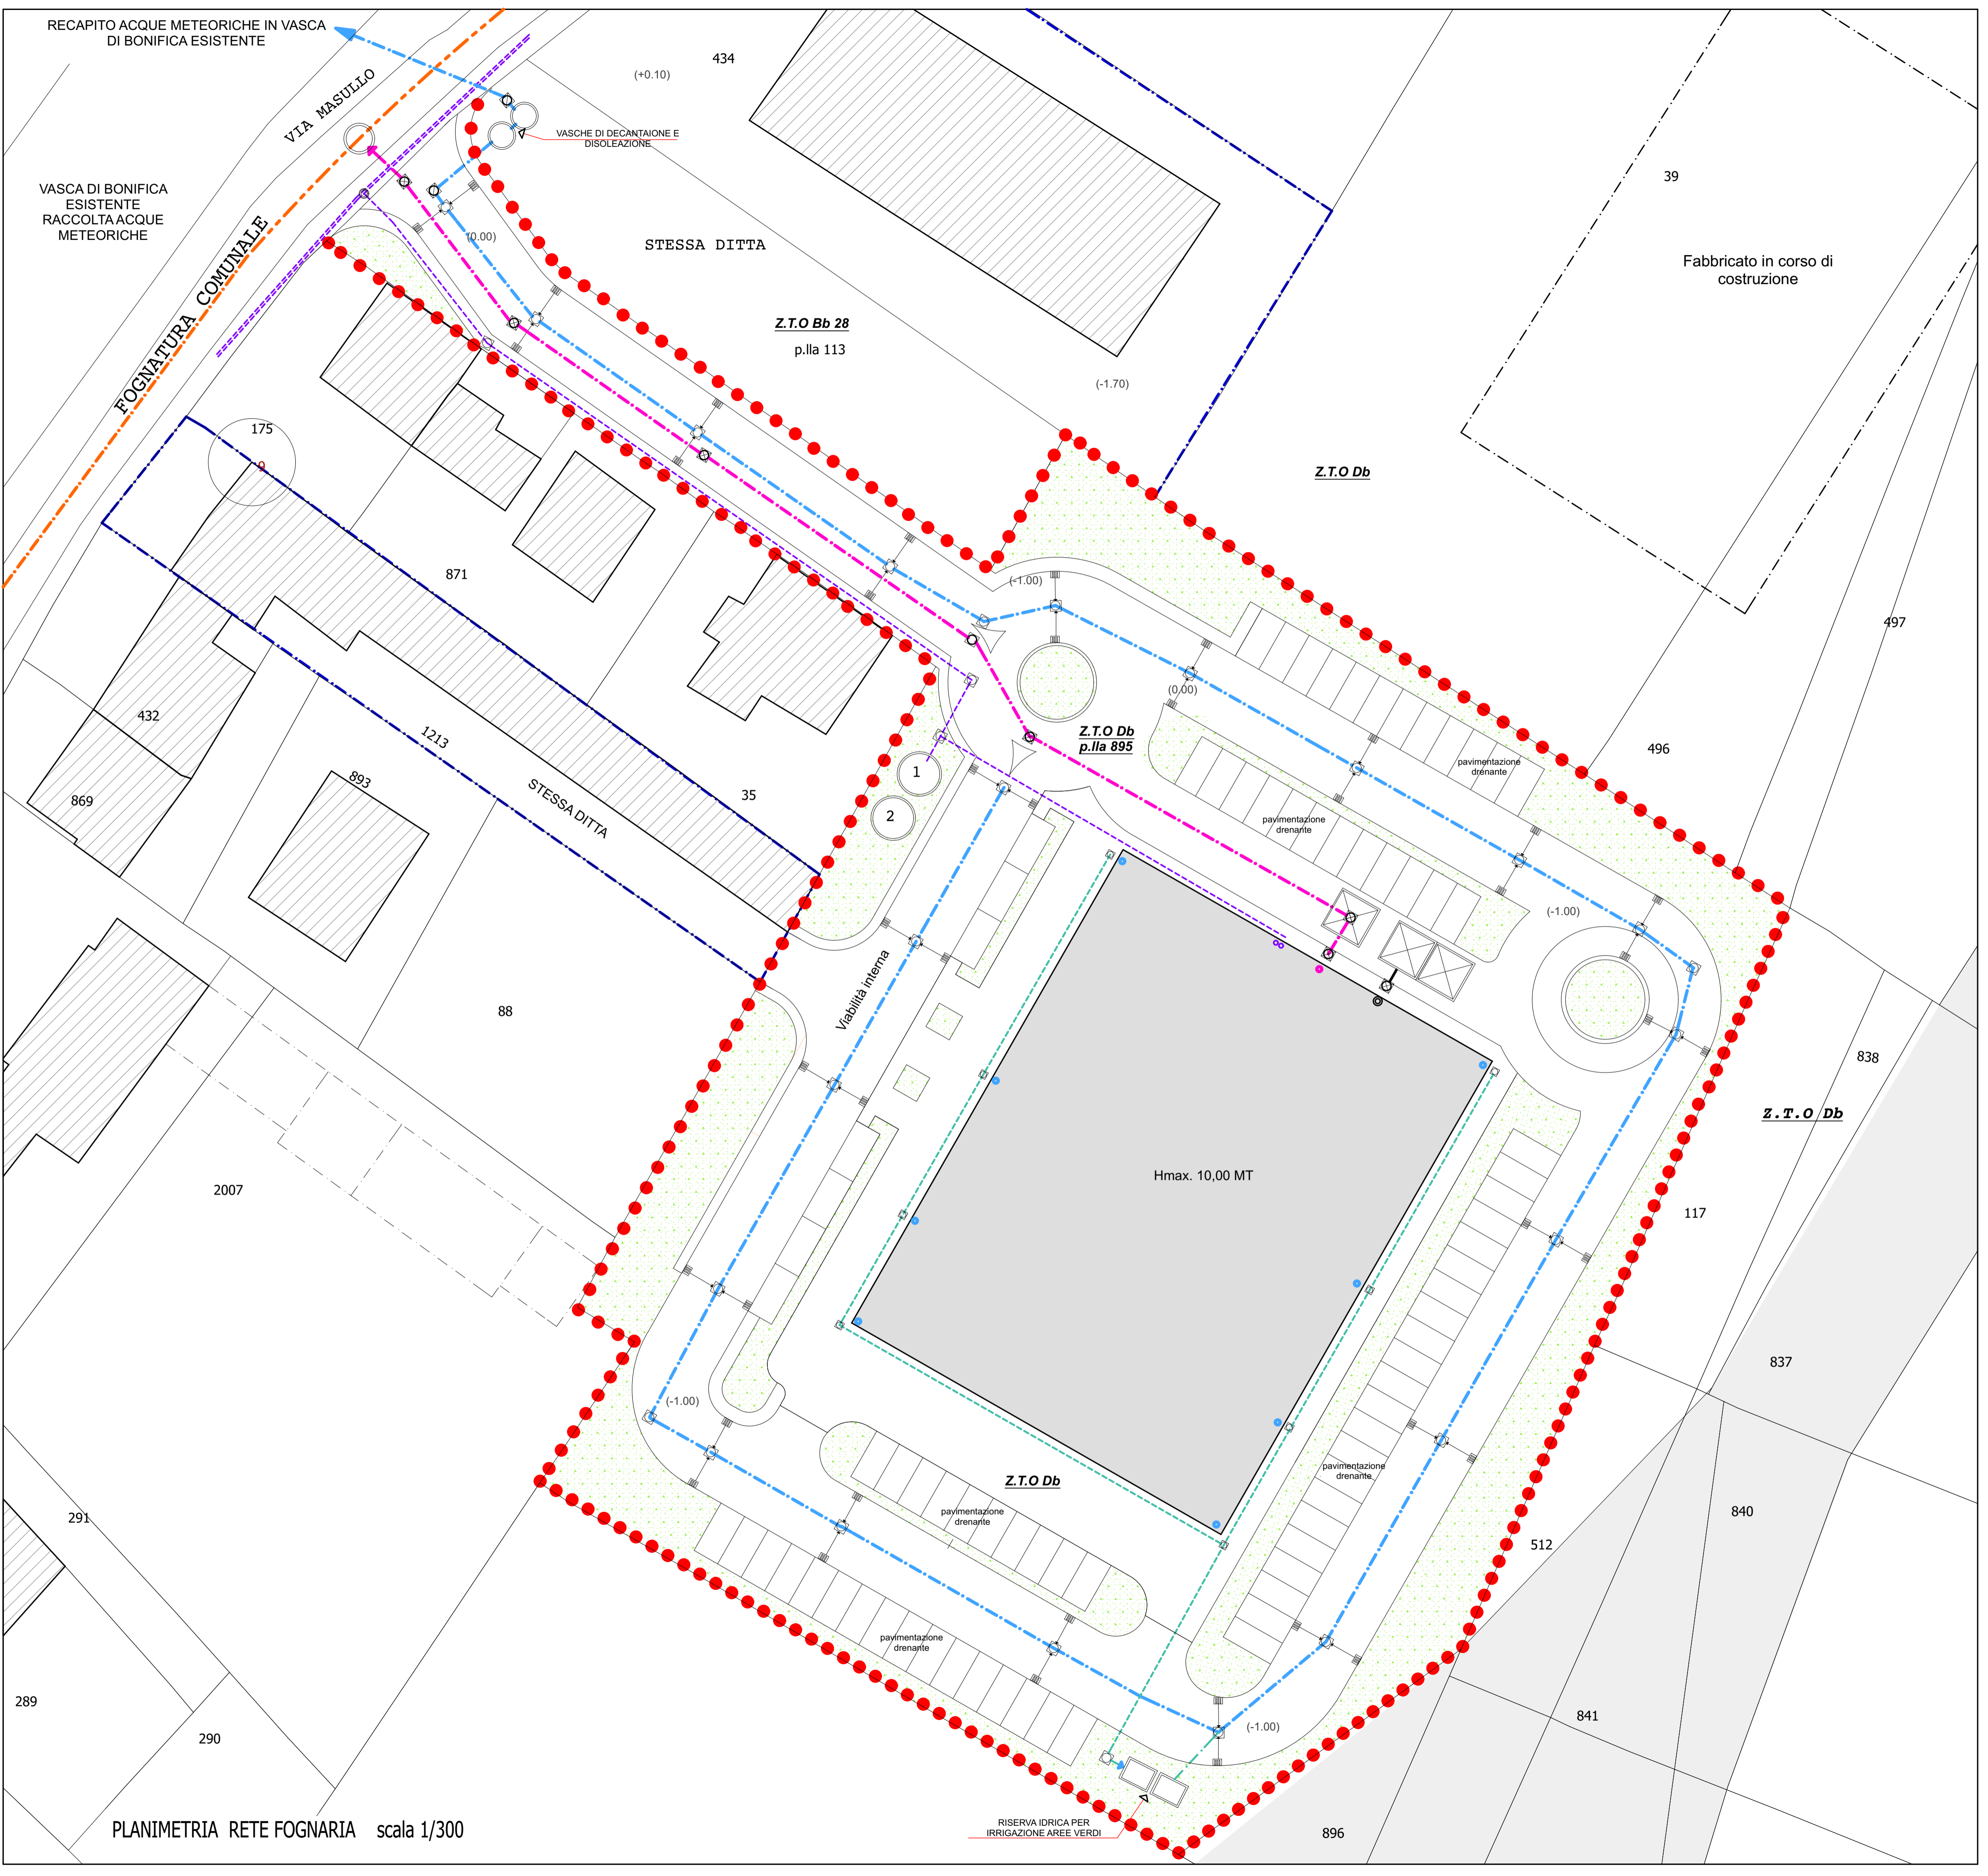 RECAPITO ACQUE METEORICHE IN VASCA
DI BONIFICA ESISTENTE
VIA MASULLO
434
(+0.10)
VASCHE DI DECANTAIONE E
DISOLEAZIONE
39
VASCA DI BONIFICA
ESISTENTE
RACCOLTA ACQUE
METEORICHE
FOGNATURA COMUNALE
(0.00)
STESSA DITTA
Fabbricato in corso di
costruzione
Z.T.O Bb 28
p.lla 113
(-1.70)
175
9
Z.T.O Db
871
(-1.00)
497
(0.00)
432
1213
Z.T.O Db
p.lla 895
496
pavimentazione
drenante
893
869
STESSA DITTA
35
1
2
pavimentazione
drenante
(-1.00)
Viabilità interna
88
838
Z.T.O Db
Hmax. 10,00 MT
2007
117
837
(-1.00)
Z.T.O Db
pavimentazione
drenante
pavimentazione
drenante
291
840
512
pavimentazione
drenante
289
290
841
(-1.00)
PLANIMETRIA RETE FOGNARIA scala 1/300
RISERVA IDRICA PER
IRRIGAZIONE AREE VERDI
896